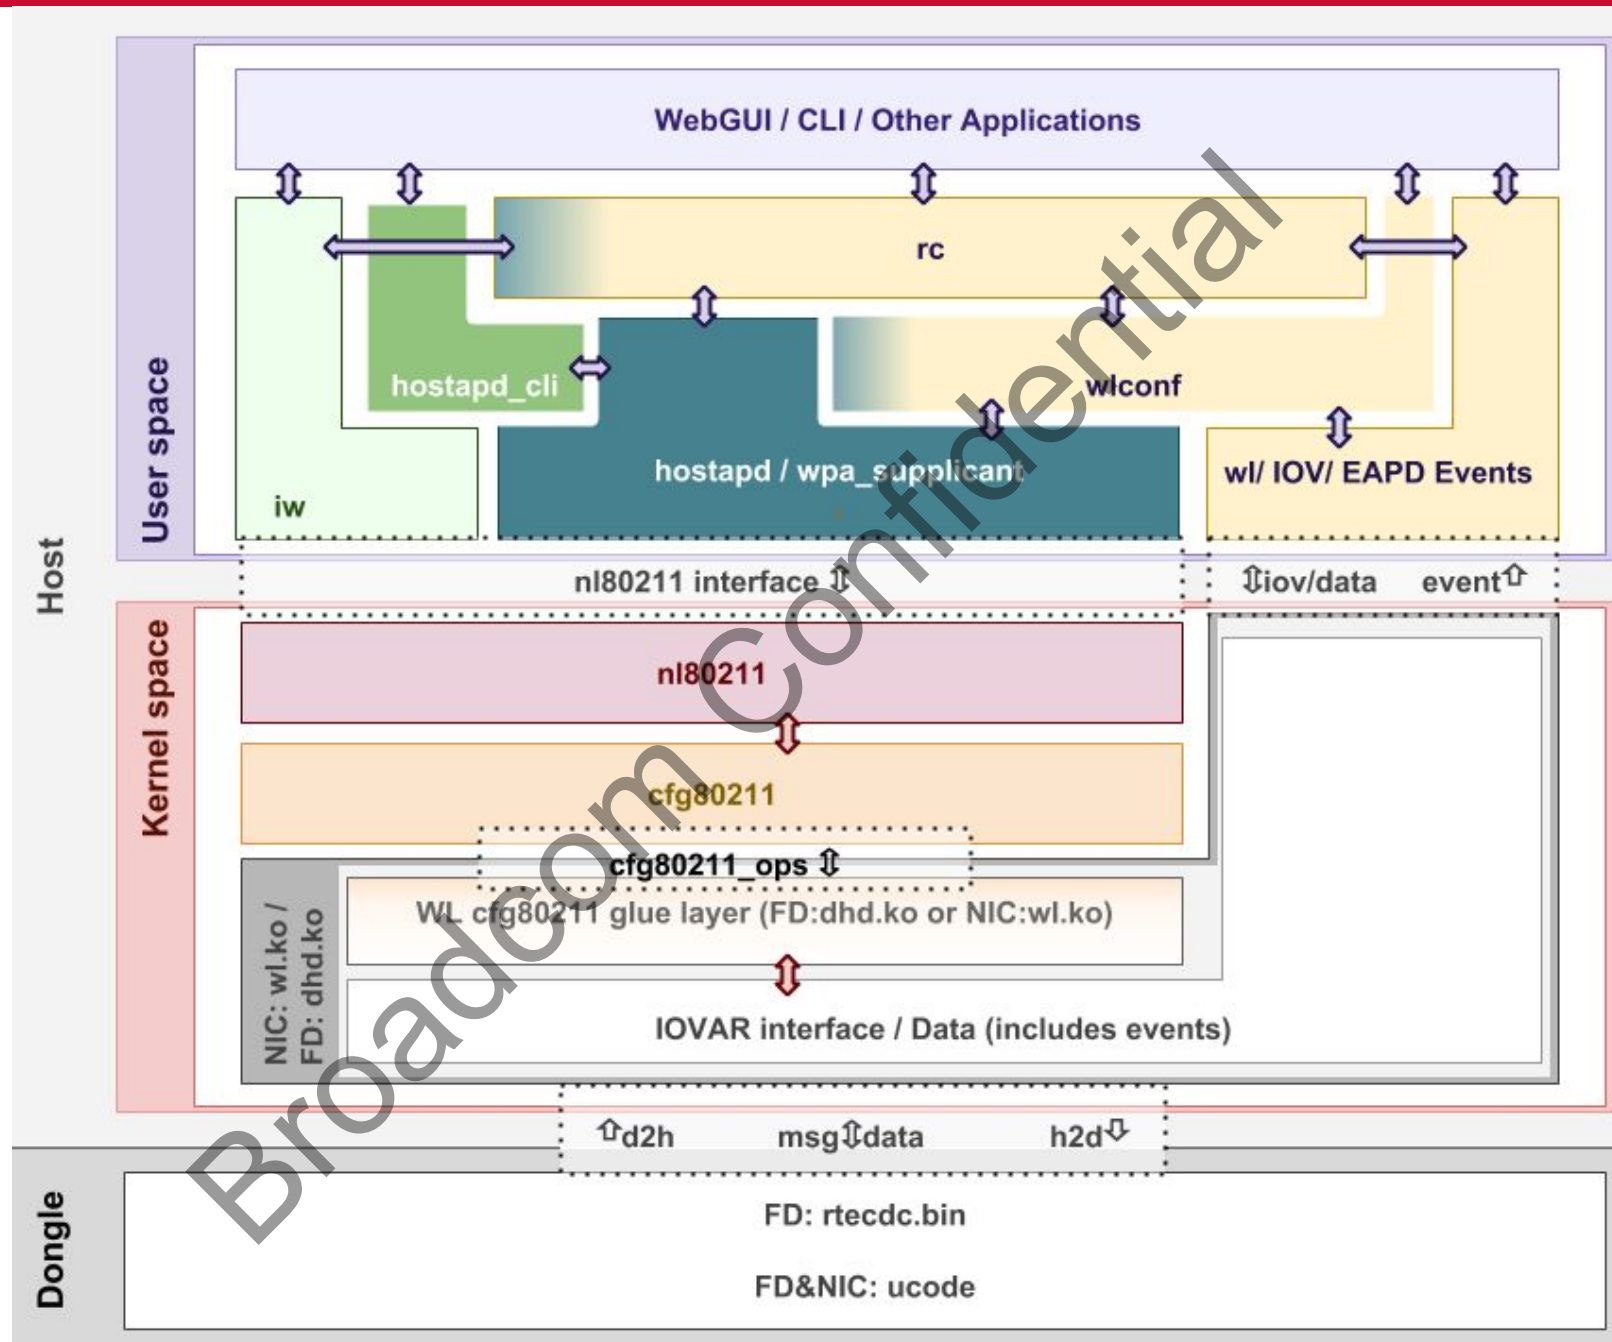 WebGUI / CLI / Other Applications
rc
hostapd_cli
wlconf
hostapd / wpa_supplicant
wl/ IOV/ EAPD Events
iw
User space
Host
nl80211 interface ⇕
⇕iov/data event⇧
Kernel space
nl80211
cfg80211
cfg80211_ops ⇕
WL cfg80211 glue layer (FD:dhd.ko or NIC:wl.ko)
NIC: wl.ko /
FD: dhd.ko
IOVAR interface / Data (includes events)
⇧d2h msg⇕data h2d⇩
Dongle
FD: rtecdc.bin
FD&NIC: ucode
Broadcom Confidential